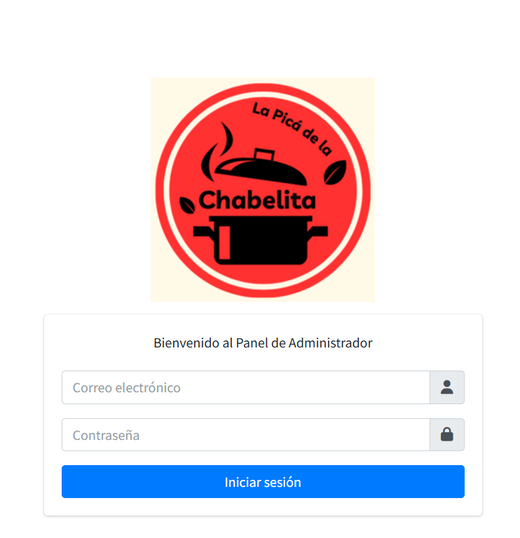 La Picá de la
Chabelita
Bienvenido al Panel de Administrador
Correo electrónico
Contraseña
Iniciar sesión